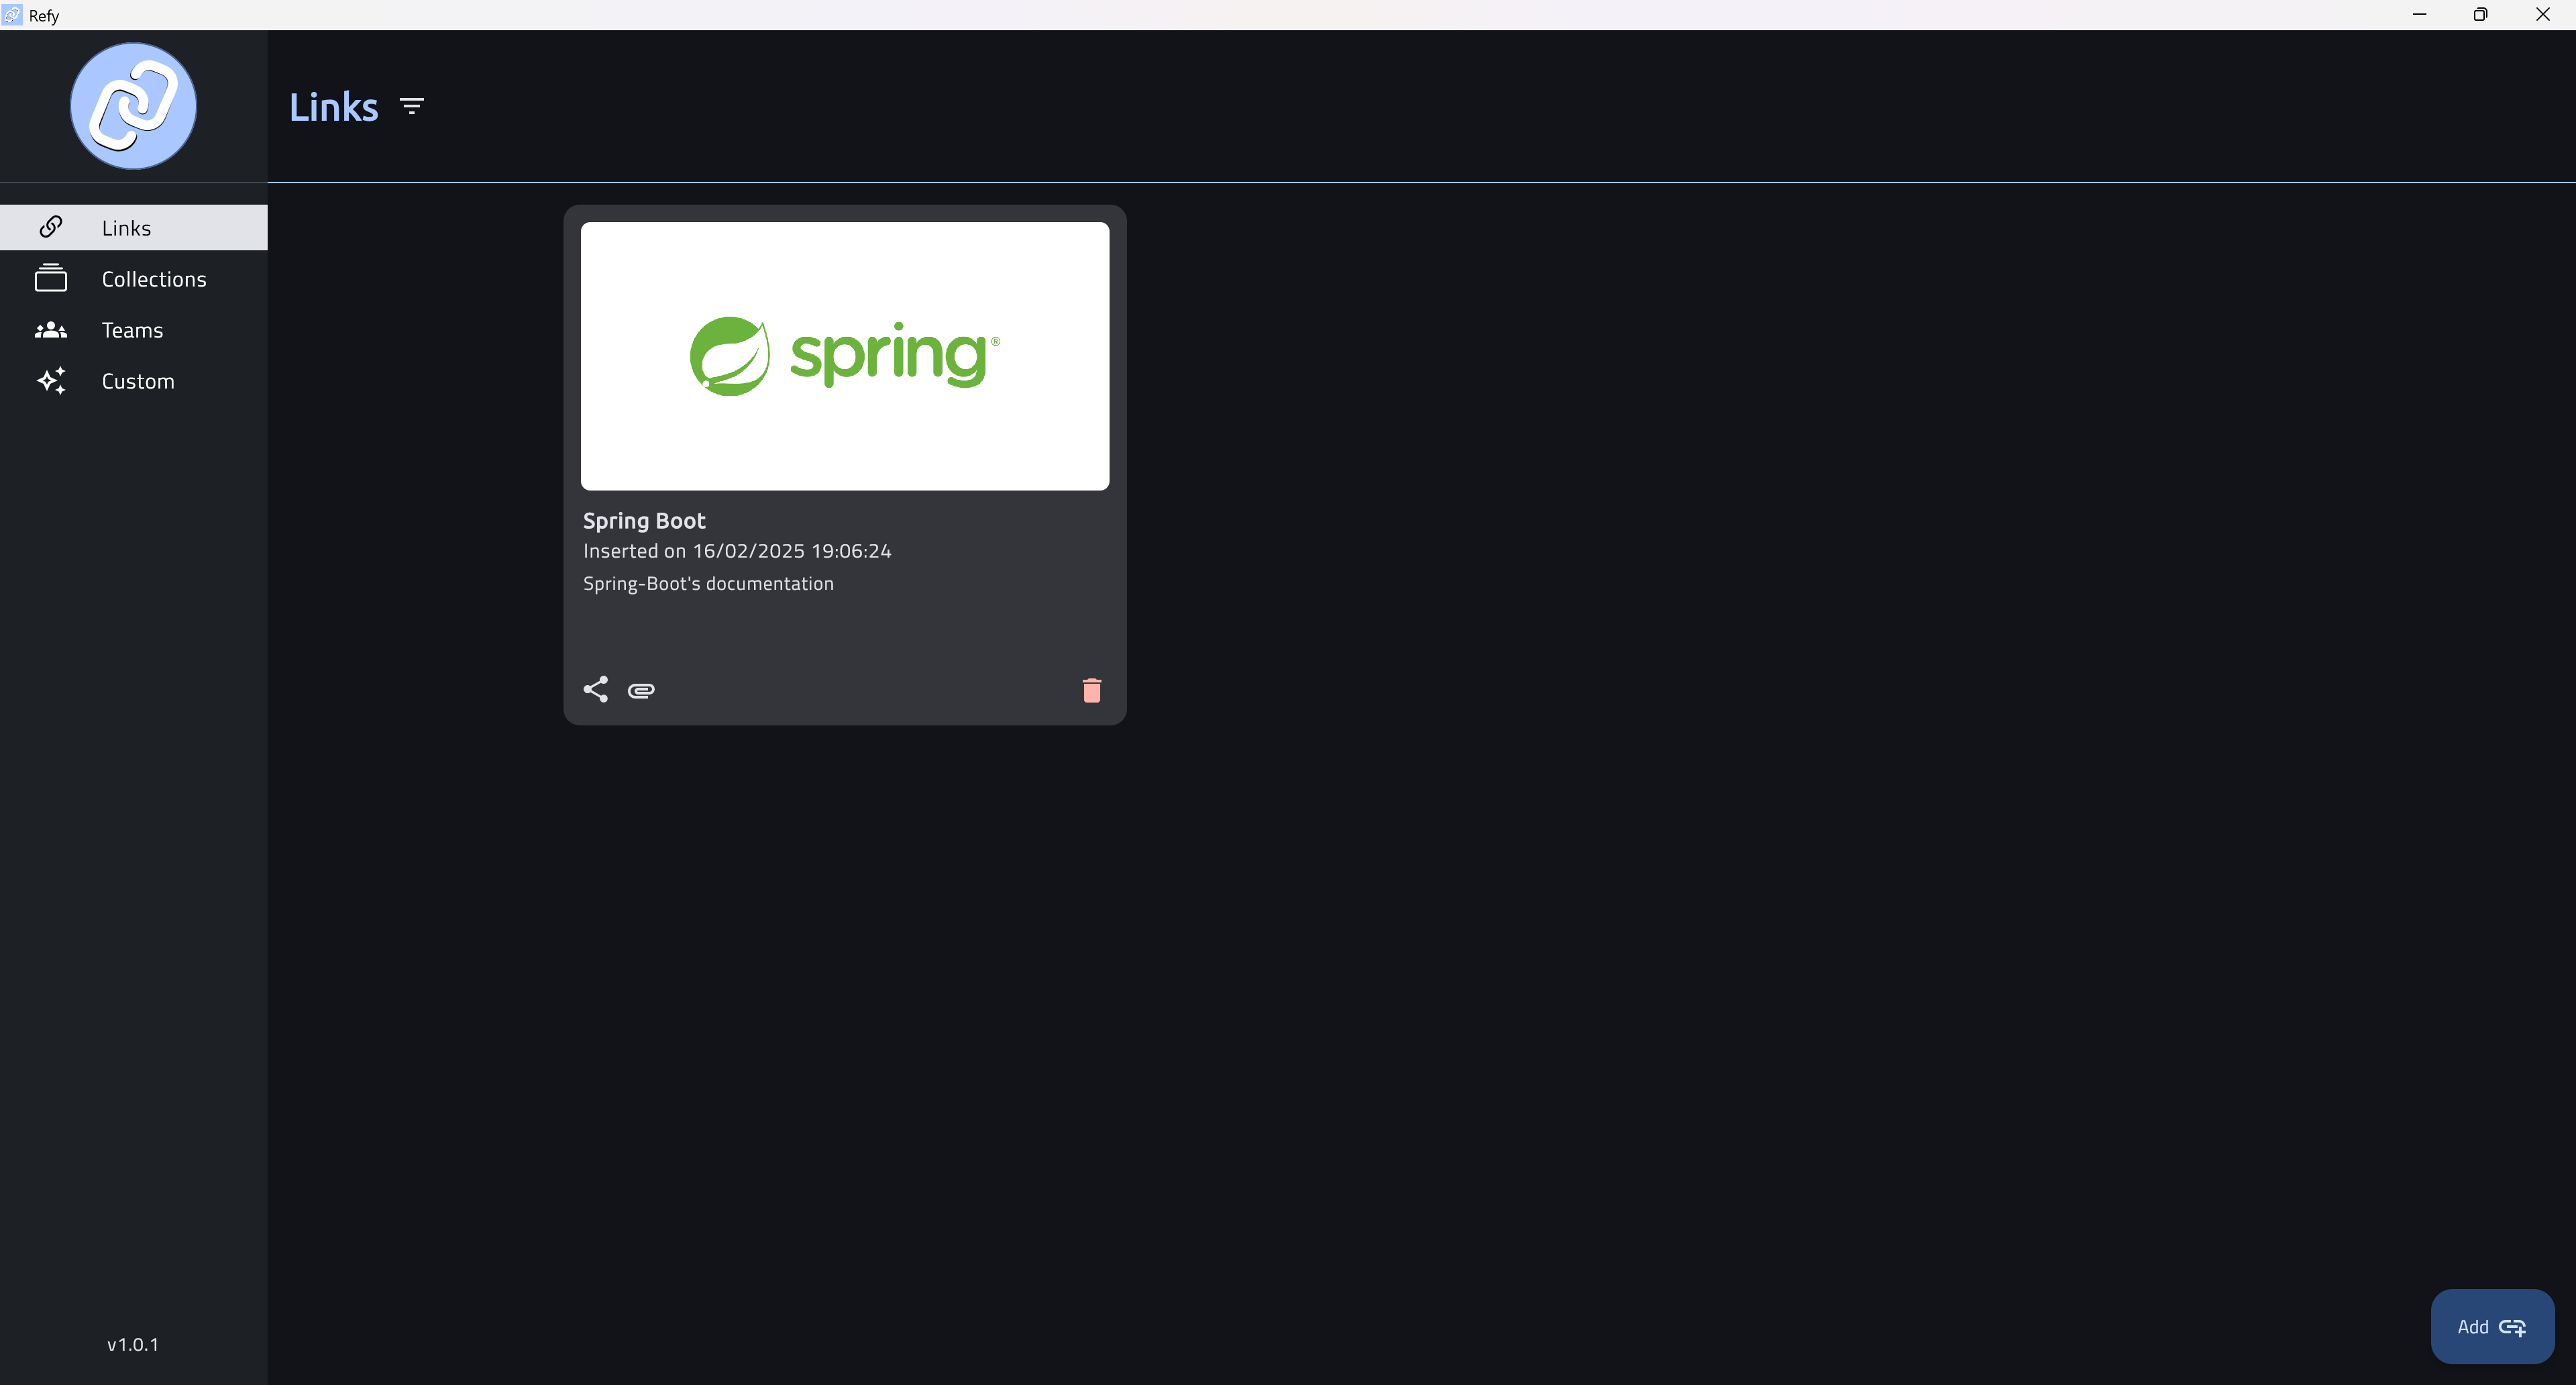 Refy
Links
Links
Collections
Teams
Custom
spring®
Spring Boot
Inserted on 16/02/2025 19:06:24
Spring-Boot's documentation
Add
v1.0.1